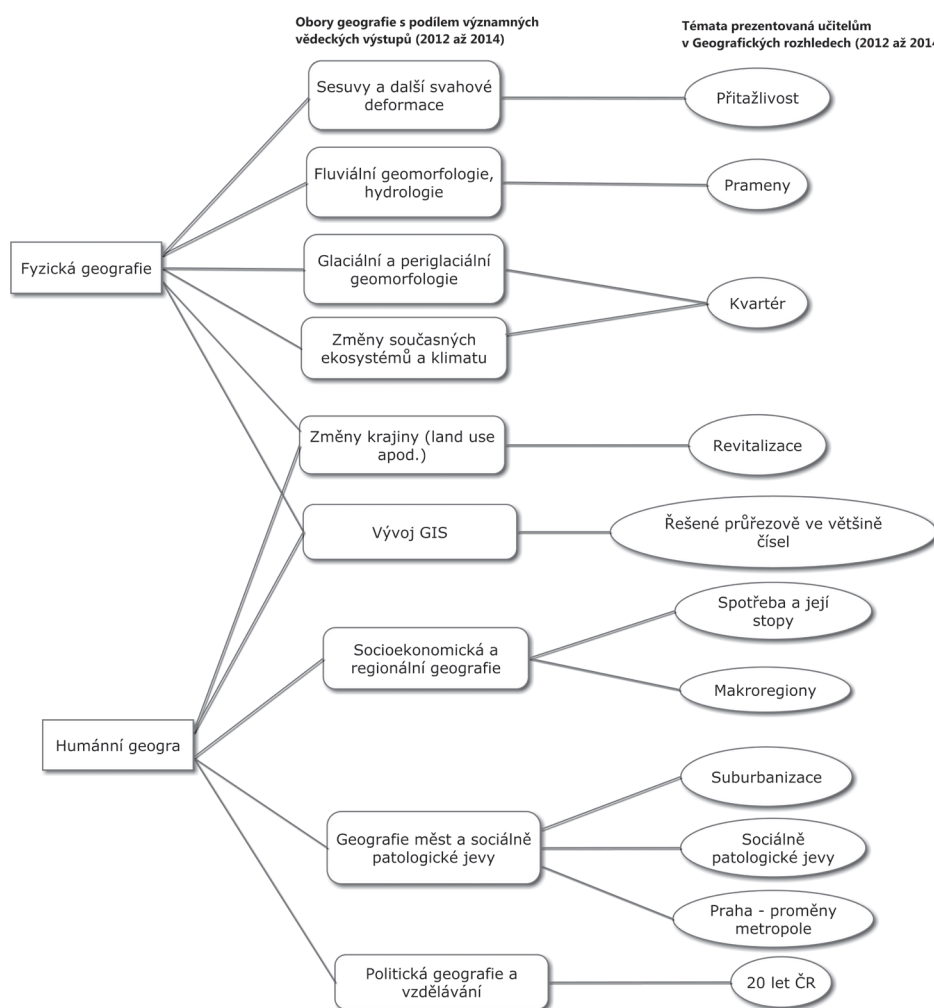 Obory geografie s podílem významných
vědeckých výstupů (2012 až 2014)
Témata prezentovaná učitelům
v Geografických rozhledech (2012 až 2014
Sesuvy a další svahové
deformace
Přitažlivost
Fluviální geomorfologie,
hydrologie
Prameny
Fyzická geografie
Glaciální a periglaciální
geomorfologie
Kvartér
Změny současných
ekosystémů a klimatu
Změny krajiny (land use
apod.)
Revitalizace
Vývoj GIS
Řešené průřezově ve většině
čísel
Spotřeba a její
stopy
Socioekonomická a
regionální geografie
Makroregiony
Humánní geogra
Suburbanizace
Geografie měst a sociálně
patologické jevy
Sociálně
patologické jevy
Praha - proměny
metropole
Politická geografie a
vzdělávání
20 let ČR